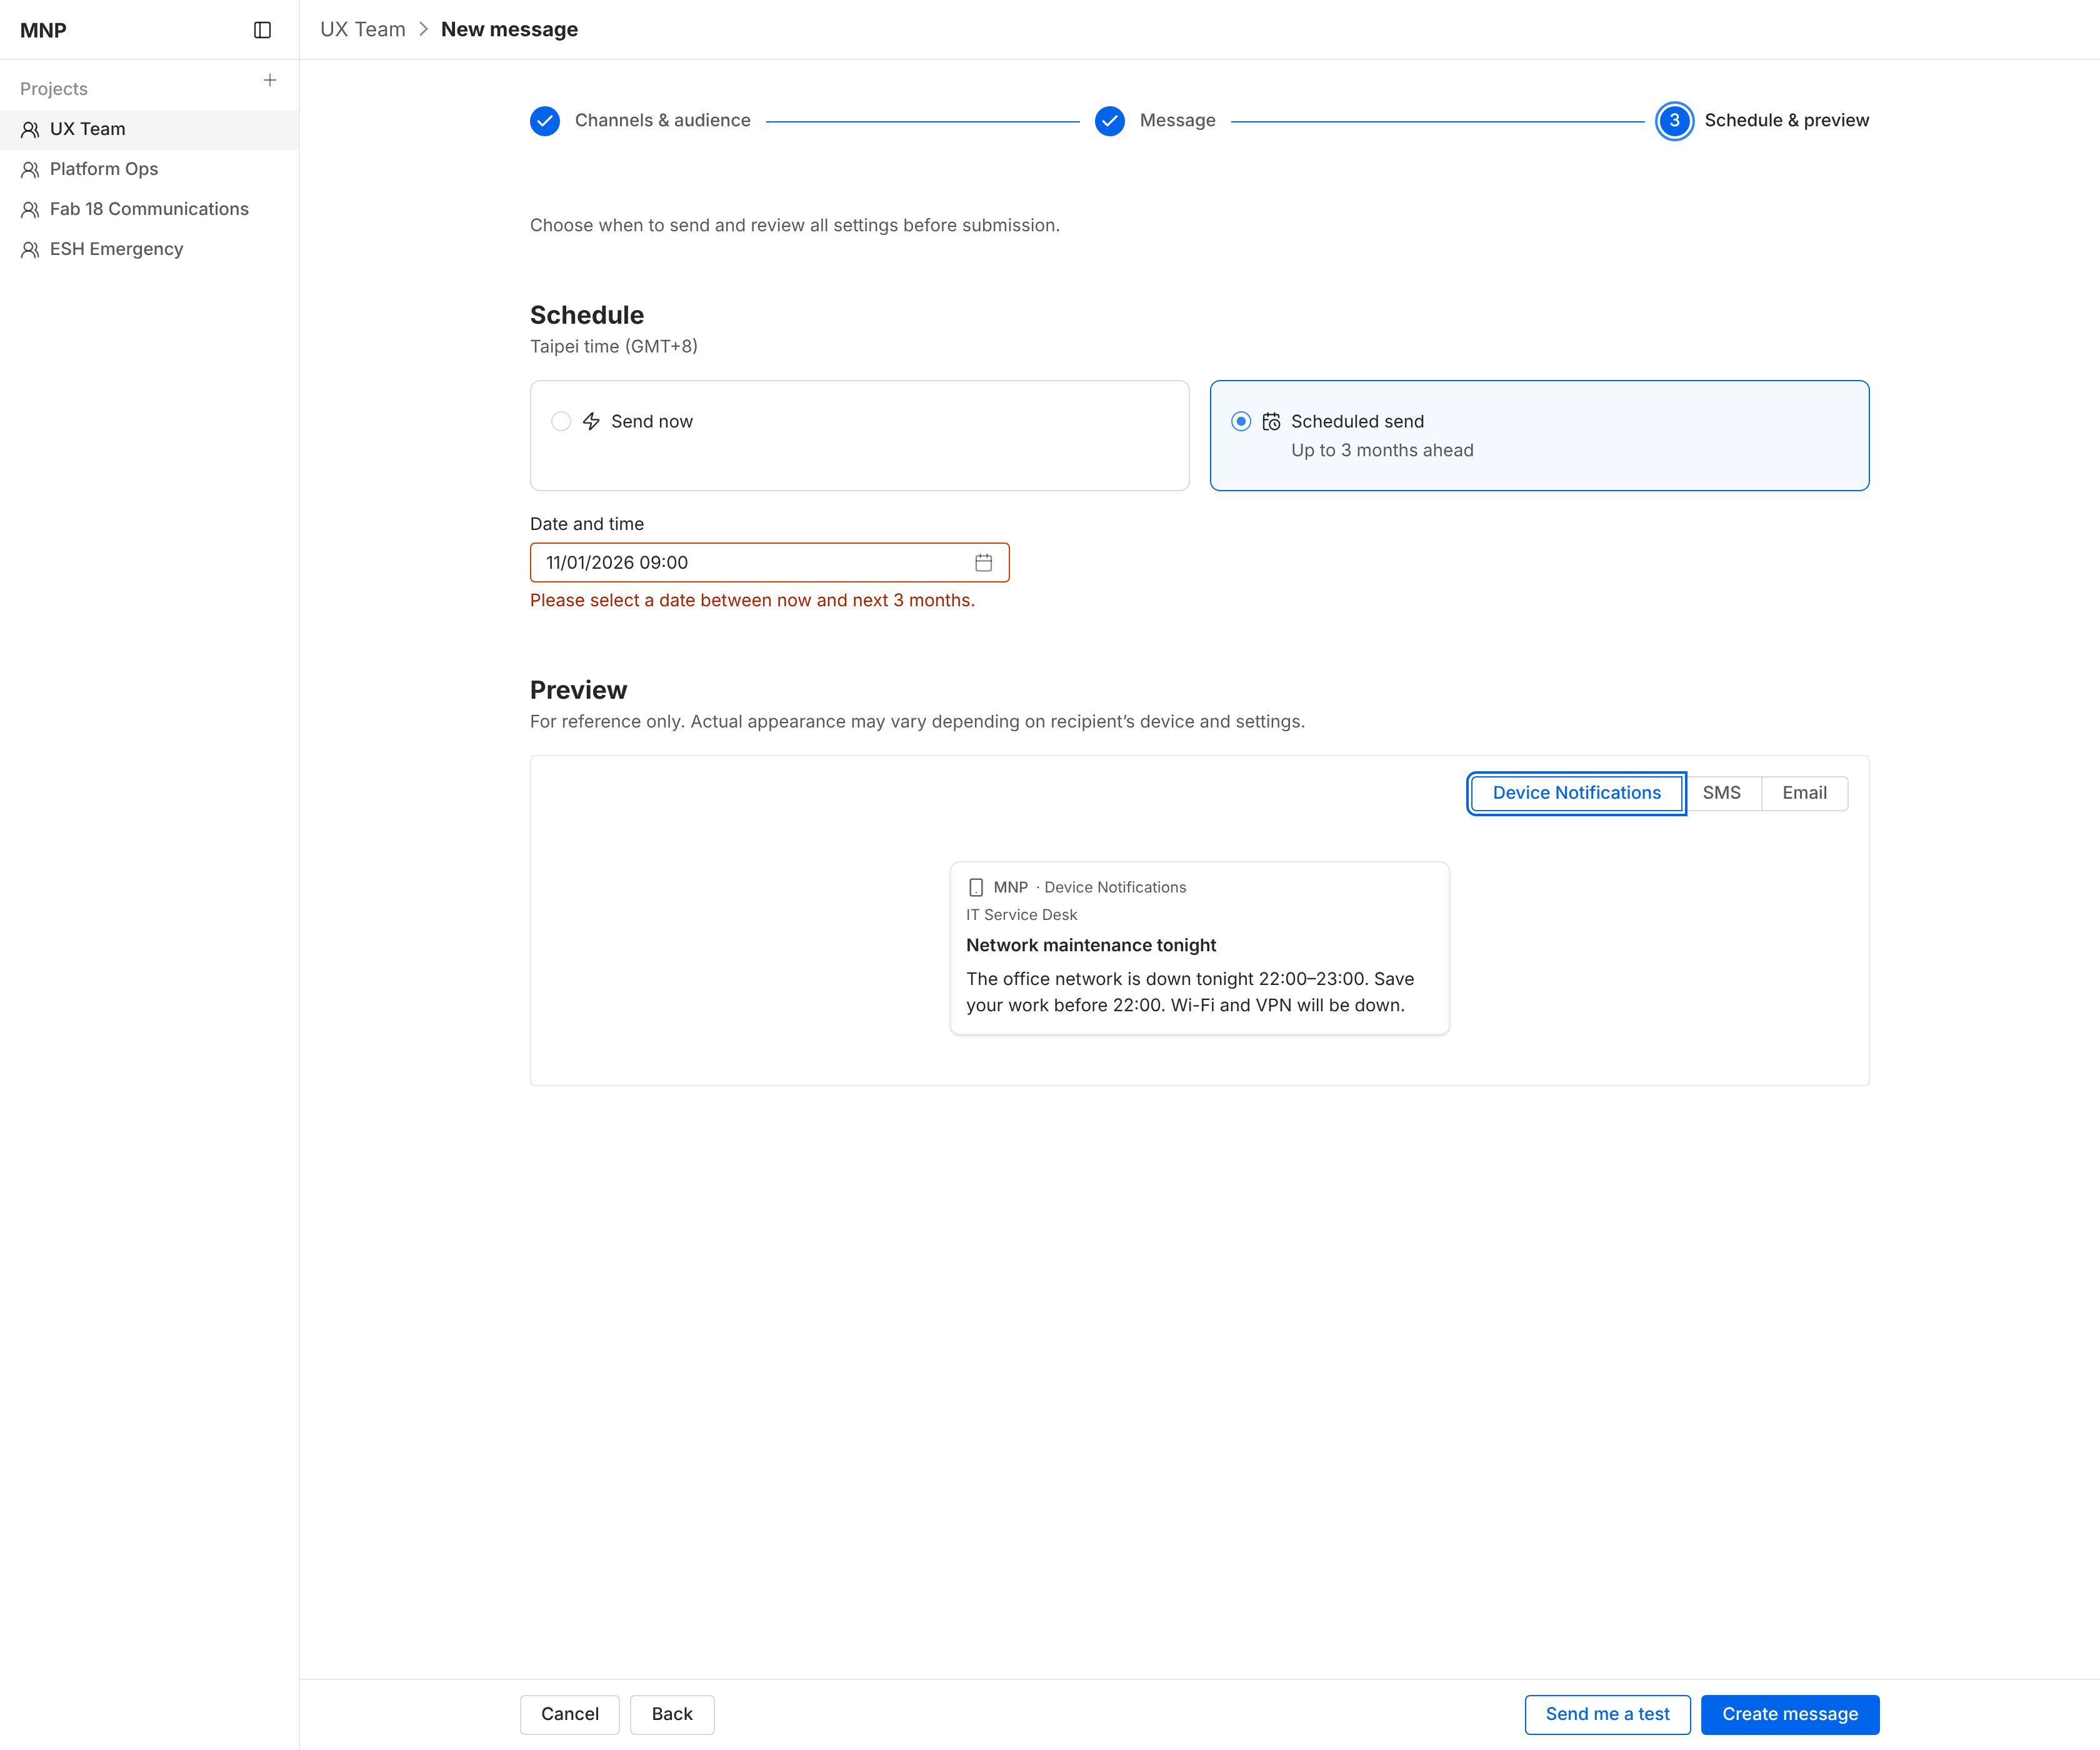 MNP
Projects
UX Team
Platform Ops
Fab 18 Communications
ESH Emergency
UX Team > New message
Channels & audience
Message
3 Schedule & preview
Choose when to send and review all settings before submission.
Schedule
Taipei time (GMT+8)
Send now
Scheduled send
Up to 3 months ahead
Date and time
11/01/2026 09:00
Please select a date between now and next 3 months.
Preview
For reference only. Actual appearance may vary depending on recipient’s device and settings.
Device Notifications SMS Email
MNP · Device Notifications
IT Service Desk
Network maintenance tonight
The office network is down tonight 22:00–23:00. Save
your work before 22:00. Wi-Fi and VPN will be down.
Cancel Back Send me a test Create message